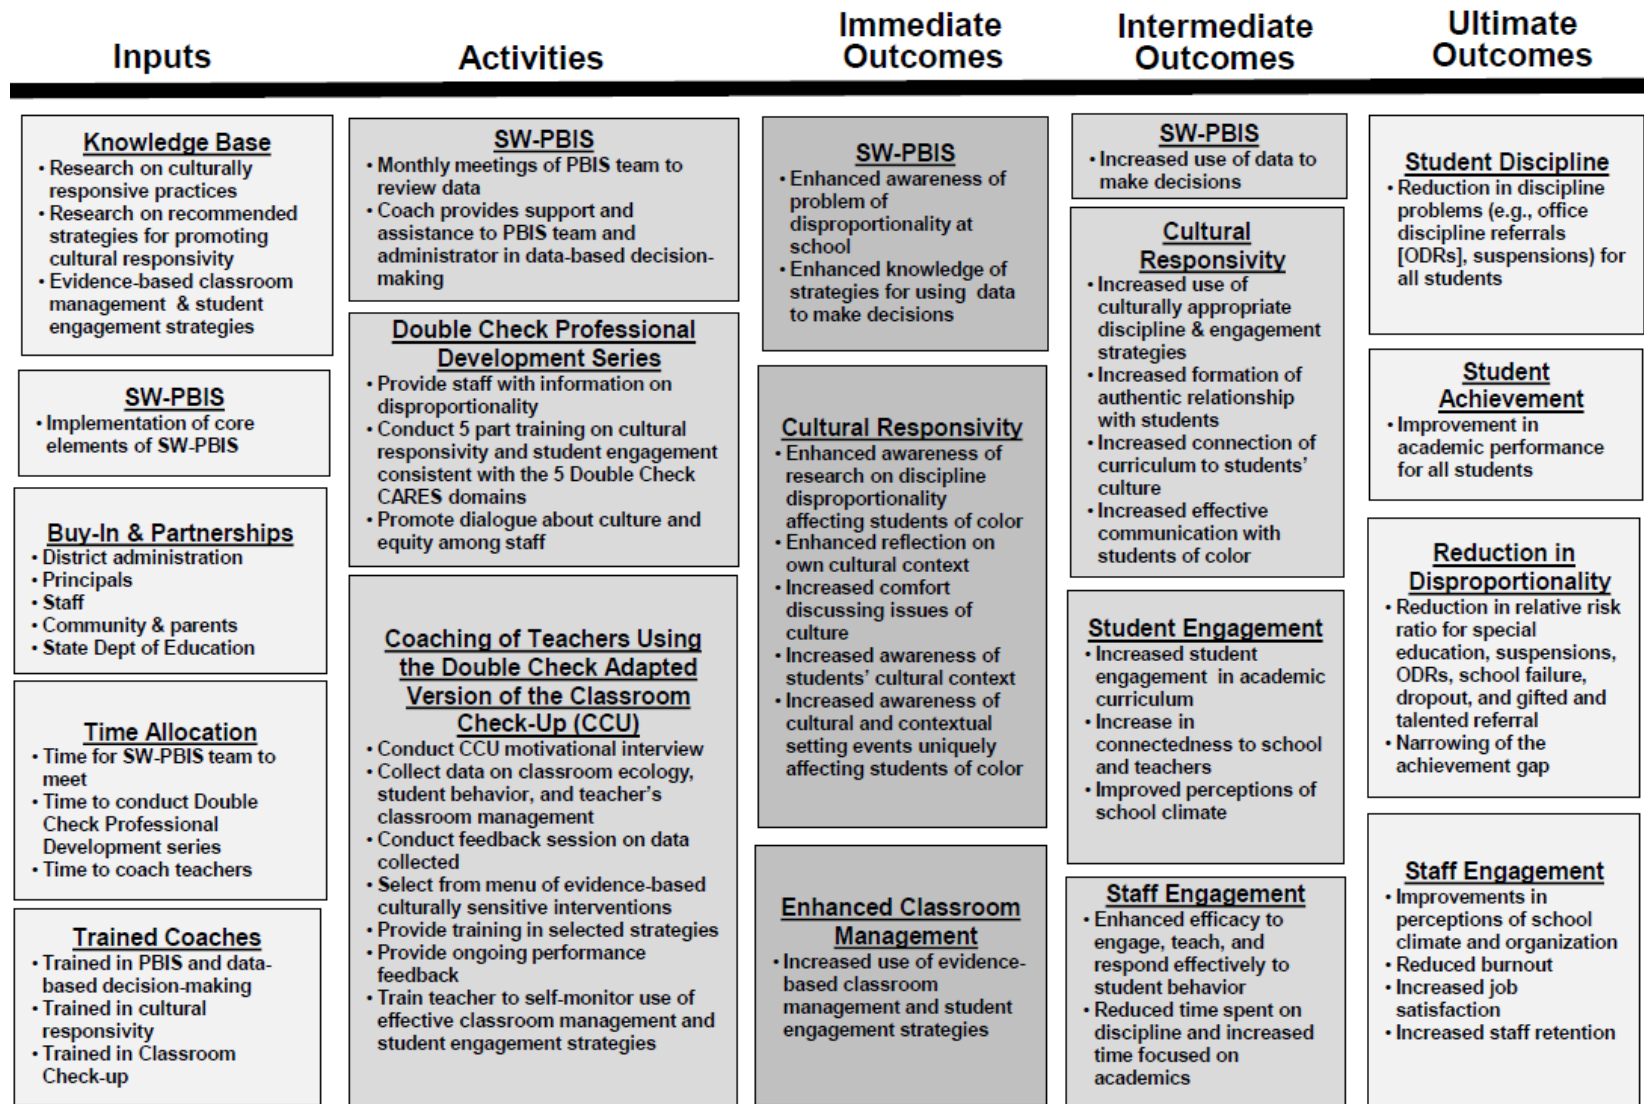 Inputs
Activities
Immediate
Outcomes
Intermediate
Outcomes
Ultimate
Outcomes
Knowledge Base
• Research on culturally
responsive practices
• Research on recommended
strategies for promoting
cultural responsivity
• Evidence-based classroom
management & student
engagement strategies
SW-PBIS
• Implementation of core
elements of SW-PBIS
Buy-In & Partnerships
• District administration
• Principals
• Staff
• Community & parents
• State Dept of Education
Time Allocation
• Time for SW-PBIS team to
meet
• Time to conduct Double
Check Professional
Development series
• Time to coach teachers
Trained Coaches
• Trained in PBIS and data-
based decision-making
• Trained in cultural
responsivity
• Trained in Classroom
Check-up
SW-PBIS
• Monthly meetings of PBIS team to
review data
• Coach provides support and
assistance to PBIS team and
administrator in data-based decision-
making
Double Check Professional
Development Series
• Provide staff with information on
disproportionality
• Conduct 5 part training on cultural
responsivity and student engagement
consistent with the 5 Double Check
CARES domains
• Promote dialogue about culture and
equity among staff
Coaching of Teachers Using
the Double Check Adapted
Version of the Classroom
Check-Up (CCU)
• Conduct CCU motivational interview
• Collect data on classroom ecology,
student behavior, and teacher’s
classroom management
• Conduct feedback session on data
collected
• Select from menu of evidence-based
culturally sensitive interventions
• Provide training in selected strategies
• Provide ongoing performance
feedback
• Train teacher to self-monitor use of
effective classroom management and
student engagement strategies
SW-PBIS
• Enhanced awareness of
problem of
disproportionality at
school
• Enhanced knowledge of
strategies for using data
to make decisions
Cultural Responsivity
• Enhanced awareness of
research on discipline
disproportionality
affecting students of color
• Enhanced reflection on
own cultural context
• Increased comfort
discussing issues of
culture
• Increased awareness of
students’ cultural context
• Increased awareness of
cultural and contextual
setting events uniquely
affecting students of color
Enhanced Classroom
Management
• Increased use of evidence-
based classroom
management and student
engagement strategies
SW-PBIS
• Increased use of data to
make decisions
Cultural
Responsivity
• Increased use of
culturally appropriate
discipline & engagement
strategies
• Increased formation of
authentic relationship
with students
• Increased connection of
curriculum to students’
culture
• Increased effective
communication with
students of color
Student Engagement
• Increased student
engagement in academic
curriculum
• Increase in
connectedness to school
and teachers
• Improved perceptions of
school climate
Staff Engagement
• Enhanced efficacy to
engage, teach, and
respond effectively to
student behavior
• Reduced time spent on
discipline and increased
time focused on
academics
Student Discipline
• Reduction in discipline
problems (e.g., office
discipline referrals
[ODRs], suspensions) for
all students
Student
Achievement
• Improvement in
academic performance
for all students
Reduction in
Disproportionality
• Reduction in relative risk
ratio for special
education, suspensions,
ODRs, school failure,
dropout, and gifted and
talented referral
• Narrowing of the
achievement gap
Staff Engagement
• Improvements in
perceptions of school
climate and organization
• Reduced burnout
• Increased job
satisfaction
• Increased staff retention